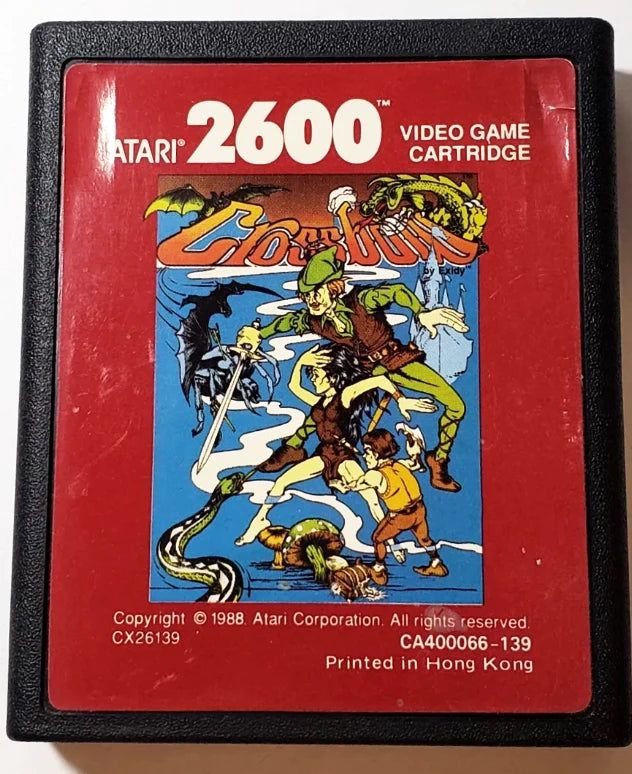 ATARI® 2600™ VIDEO GAME
CARTRIDGE
Crossbow™
by Exidy™
Copyright © 1988. Atari Corporation. All rights reserved.
CX26139
CA400066-139
Printed in Hong Kong